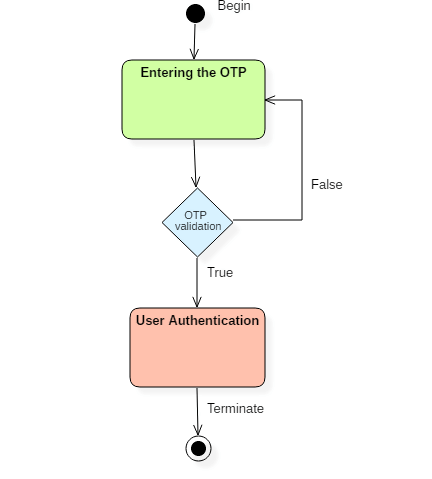 Begin
Entering the OTP
False
OTP
validation
True
User Authentication
Terminate